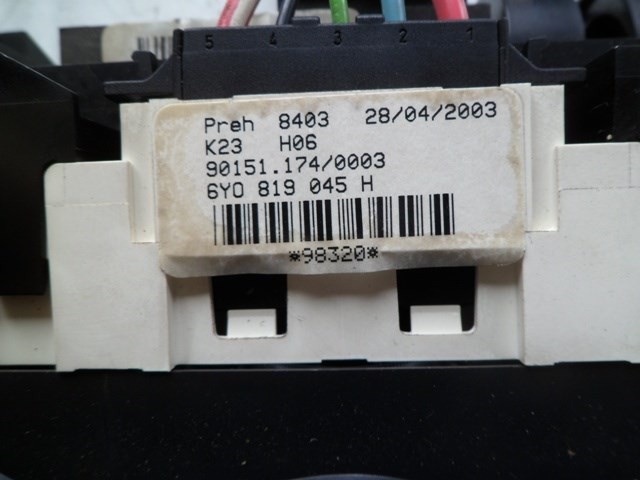 5 4 3 2 1
Preh 8403 28/04/2003
K23 H06
90151.174/0003
6Y0 819 045 H
*98320*